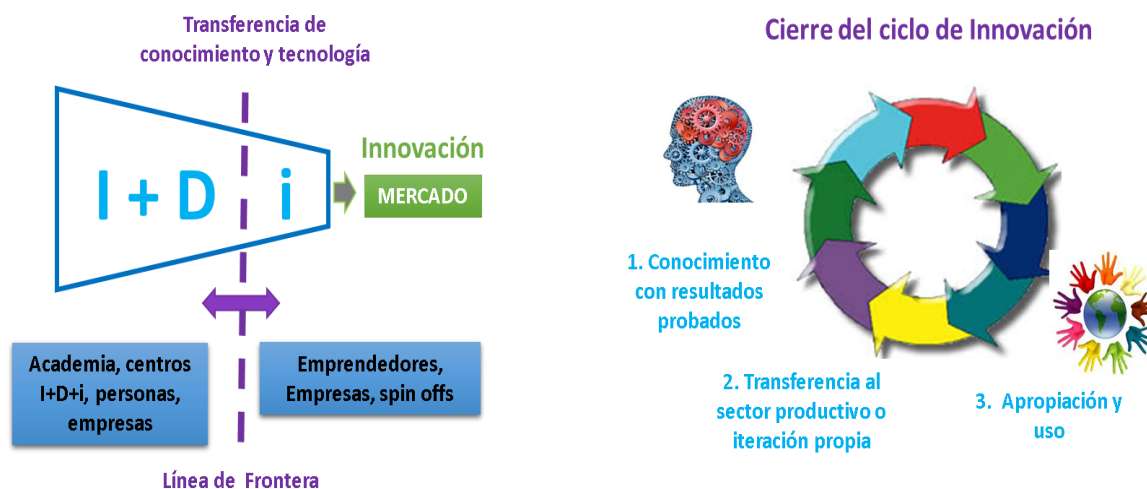 Transferencia de
conocimiento y tecnología
I + D
i
Innovación
MERCADO
Academia, centros
I+D+i, personas,
empresas
Emprendedores,
Empresas, spin offs
Línea de Frontera
Cierre del ciclo de Innovación
1. Conocimiento
con resultados
probados
2. Transferencia al
sector productivo o
iteración propia
3. Apropiación y
uso